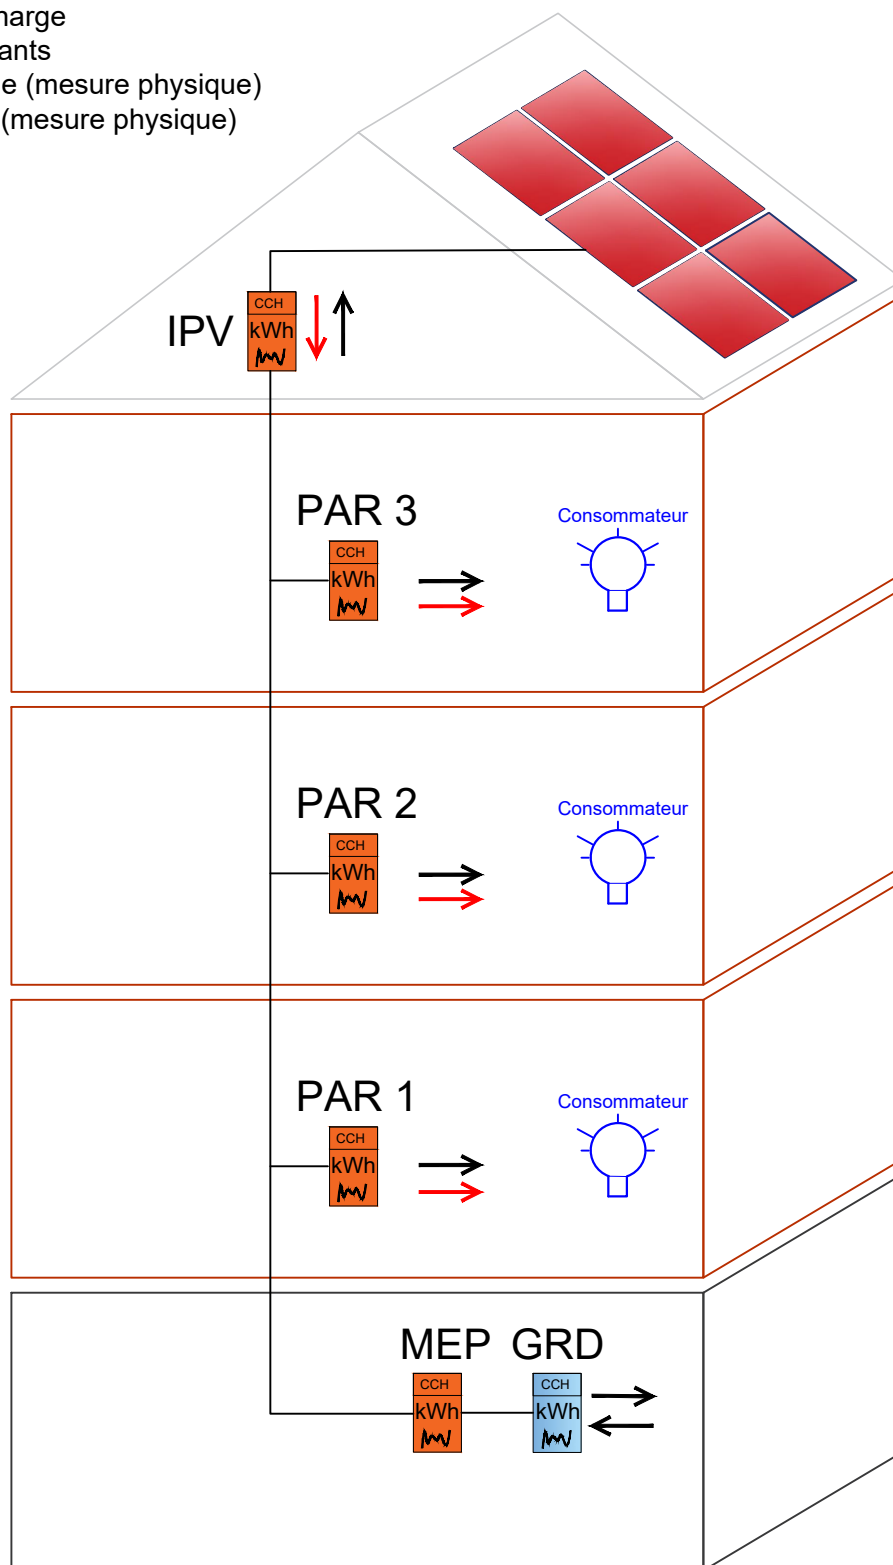 harge
ants
e (mesure physique)
(mesure physique)
CCH
IPV kWh
PAR 3
Consommateur
CCH
kWh
PAR 2
Consommateur
CCH
kWh
PAR 1
Consommateur
CCH
kWh
MEP GRD
CCH CCH
kWh kWh